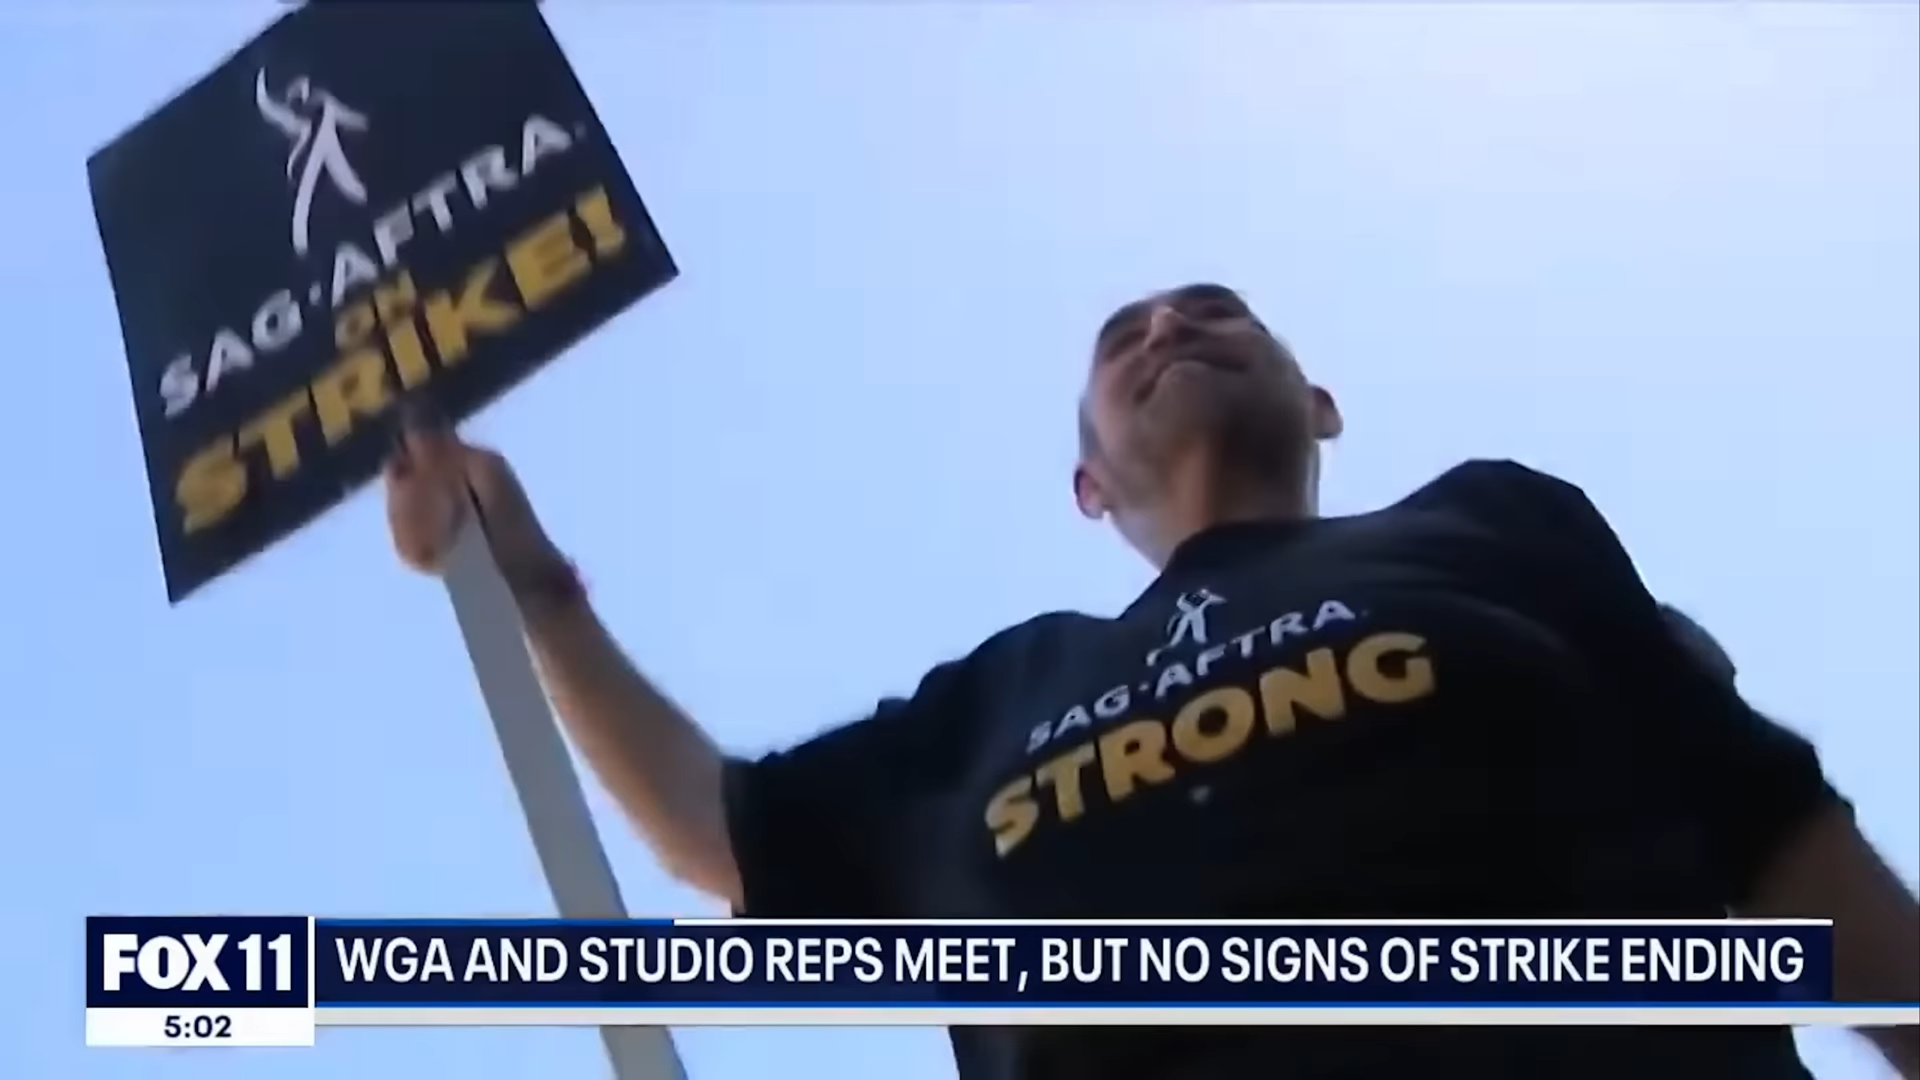 SAG·AFTRA
ON
STRIKE!
SAG·AFTRA
STRONG
FOX 11
WGA AND STUDIO REPS MEET, BUT NO SIGNS OF STRIKE ENDING
5:02